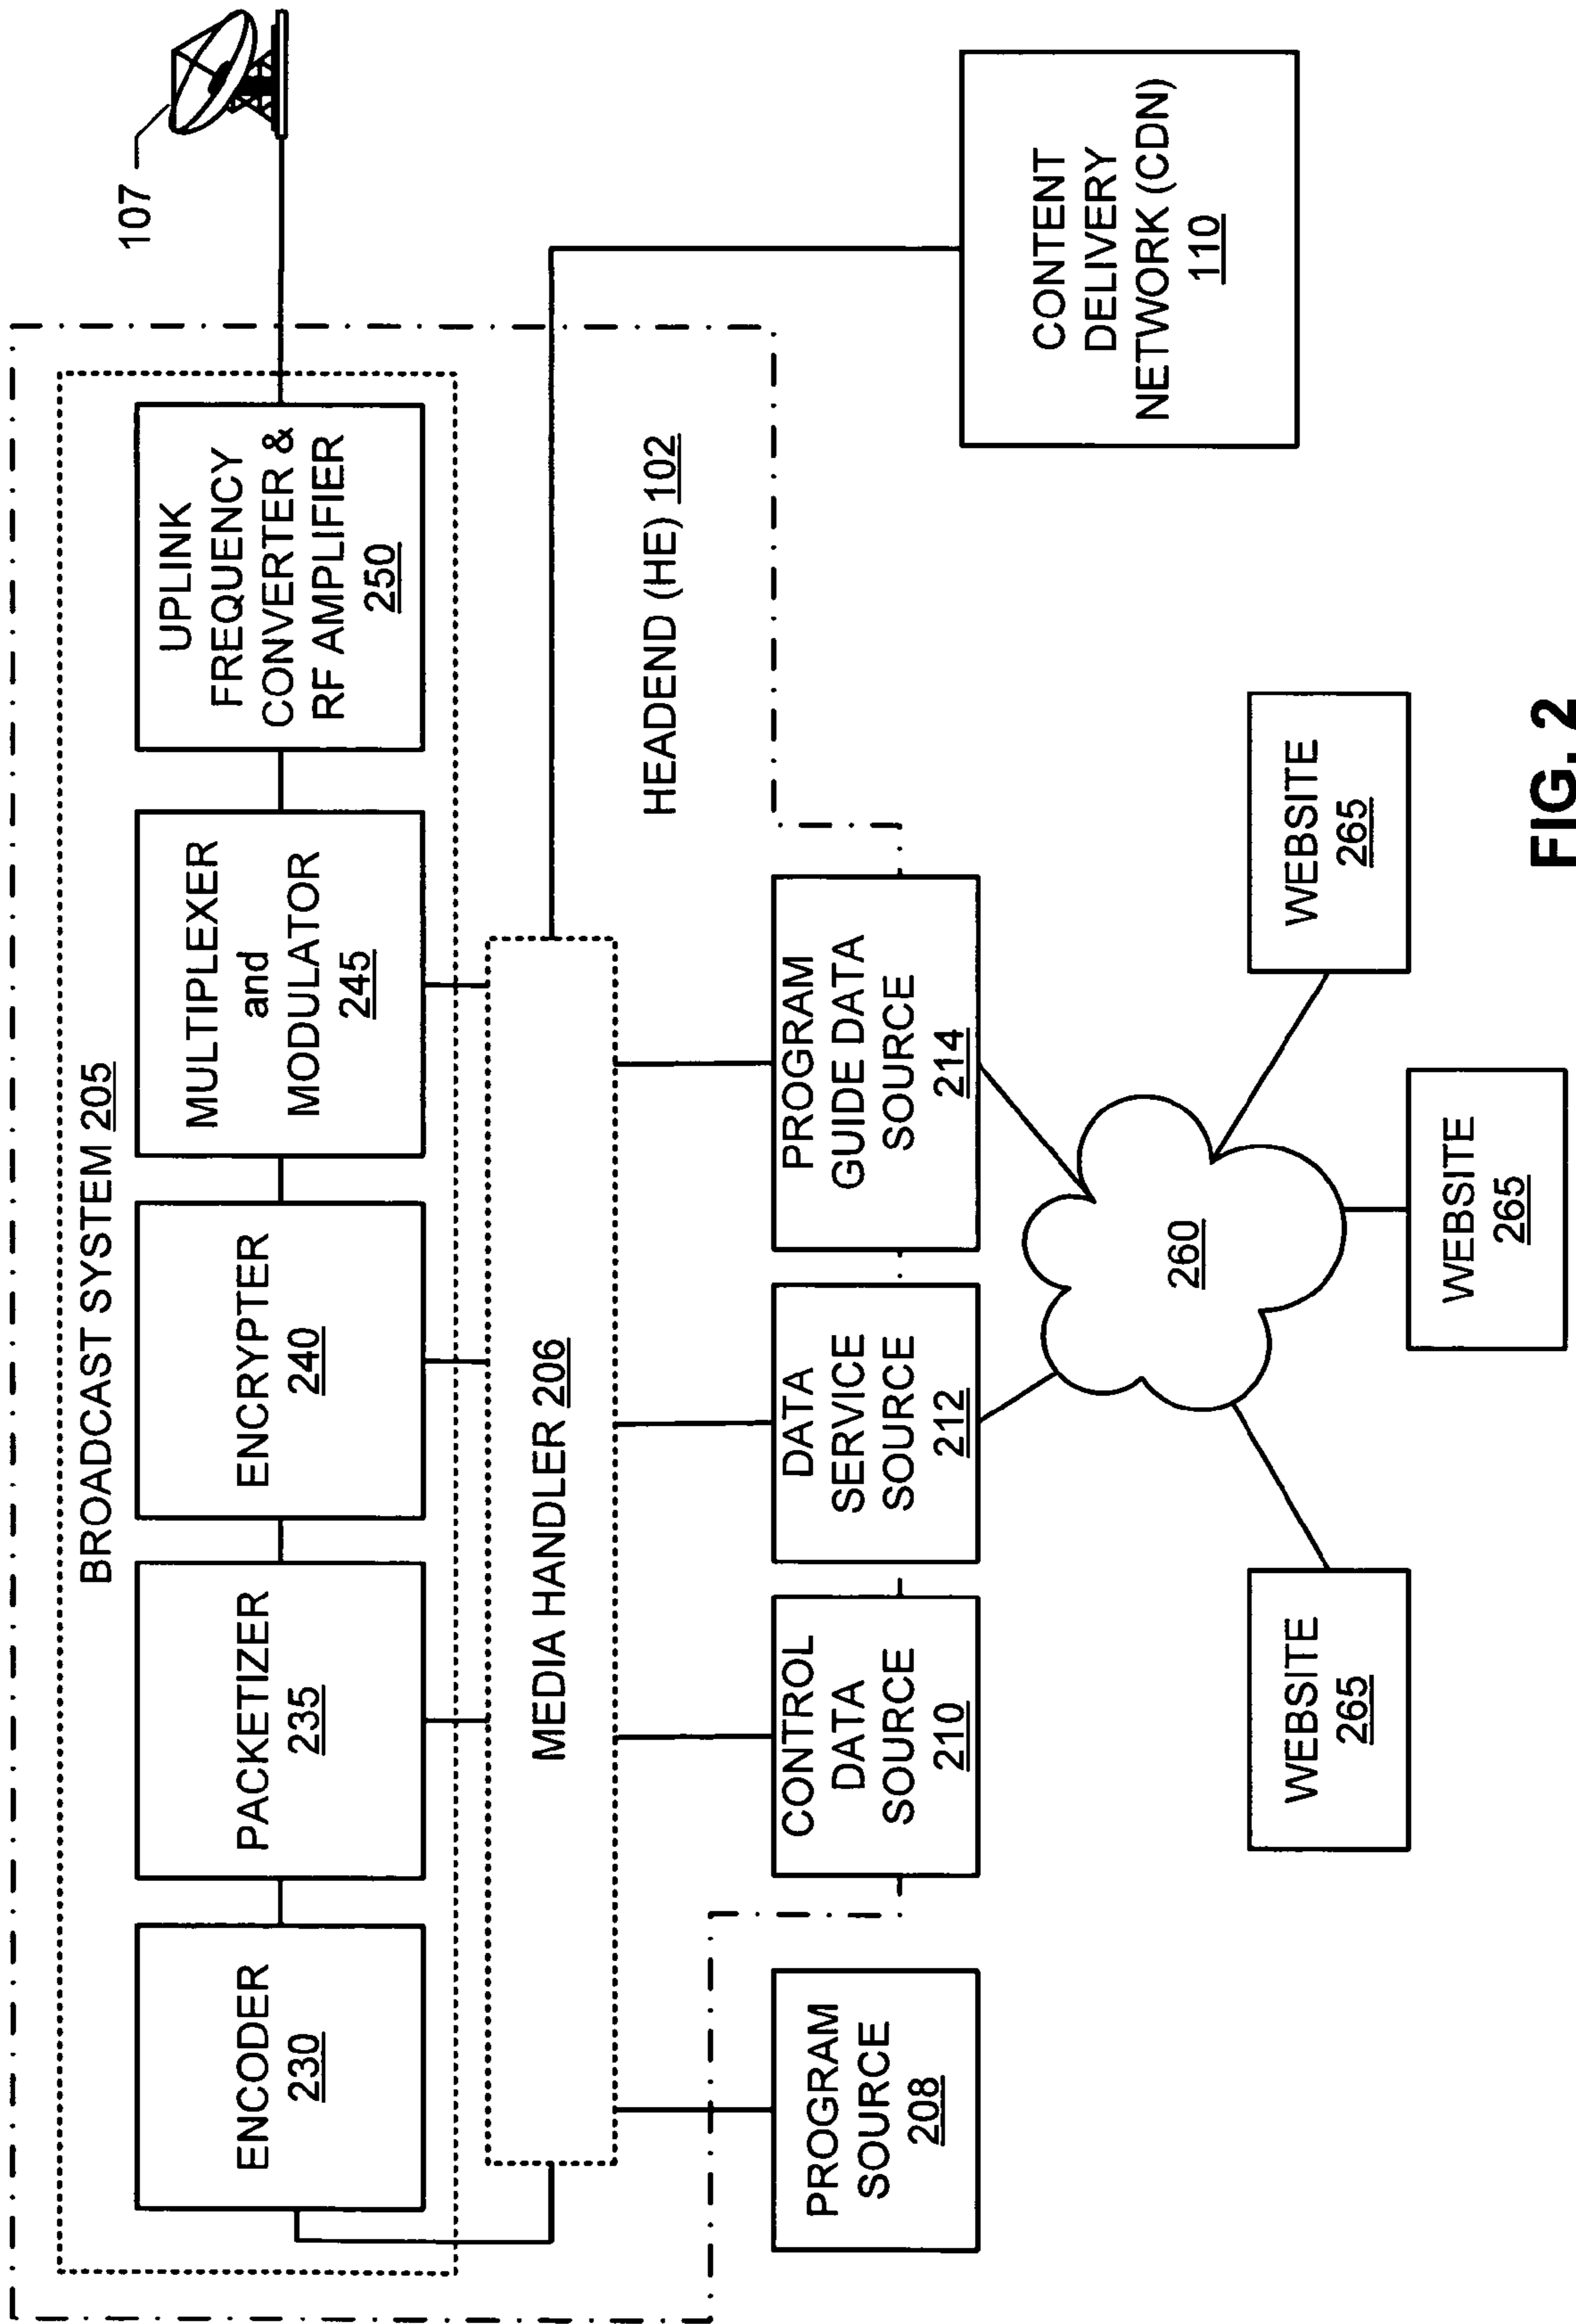 BROADCAST SYSTEM 205
ENCODER
230
PACKETIZER
235
ENCRYPTER
240
MULTIPLEXER
and
MODULATOR
245
UPLINK
FREQUENCY
CONVERTER &
RF AMPLIFIER
250
107
MEDIA HANDLER 206
HEADEND (HE) 102
PROGRAM
SOURCE
208
CONTROL
DATA
SOURCE
210
DATA
SERVICE
SOURCE
212
PROGRAM
GUIDE DATA
SOURCE
214
CONTENT
DELIVERY
NETWORK (CDN)
110
260
WEBSITE
265
WEBSITE
265
WEBSITE
265
FIG. 2